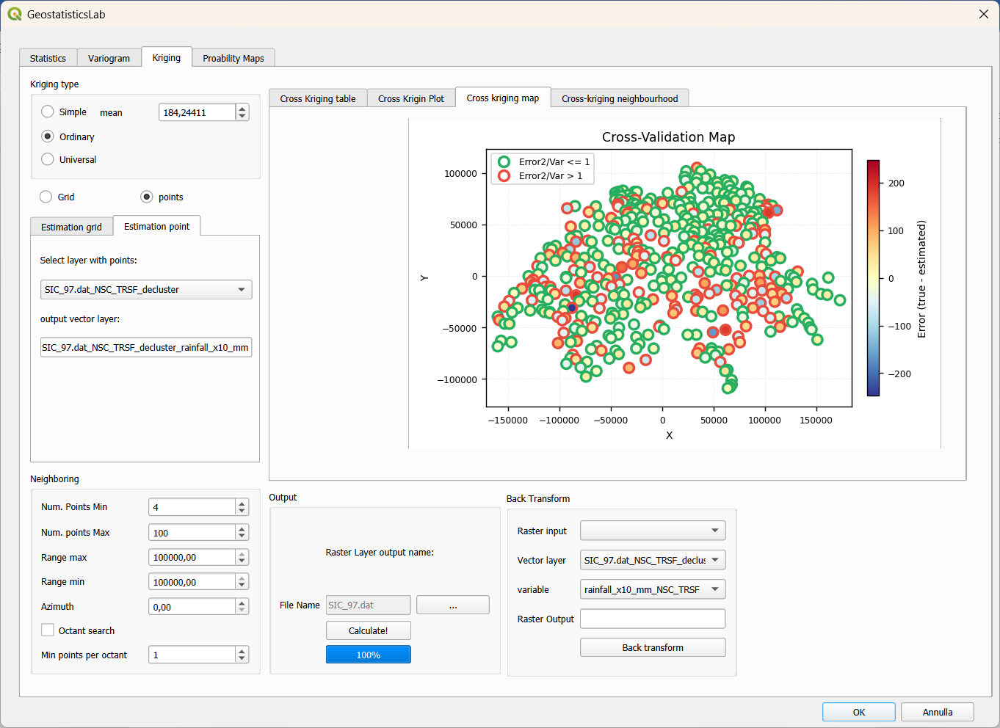 GeostatisticsLab
Statistics Variogram Kriging Proability Maps
Kriging type
Simple mean 184,24411
Ordinary
Universal
Grid points
Estimation grid Estimation point
Select layer with points:
SIC_97.dat_NSC_TRSF_decluster
output vector layer:
SIC_97.dat_NSC_TRSF_decluster_rainfall_x10_mm
Cross Kriging table Cross Krigin Plot Cross kriging map Cross-kriging neighbourhood
Cross-Validation Map
Error2/Var <= 1
Error2/Var > 1
100000
50000
0
−50000
−100000
Y
−150000 −100000 −50000 0 50000 100000 150000
X
200
100
0
−100
−200
Error (true - estimated)
Neighboring
Num. Points Min 4
Num. points Max 100
Range max 100000,00
Range min 100000,00
Azimuth 0,00
Octant search
Min points per octant 1
Output
Raster Layer output name:
File Name SIC_97.dat ...
Calculate!
100%
Back Transform
Raster input
Vector layer SIC_97.dat_NSC_TRSF_declus
variable rainfall_x10_mm_NSC_TRSF
Raster Output
Back transform
OK Annulla